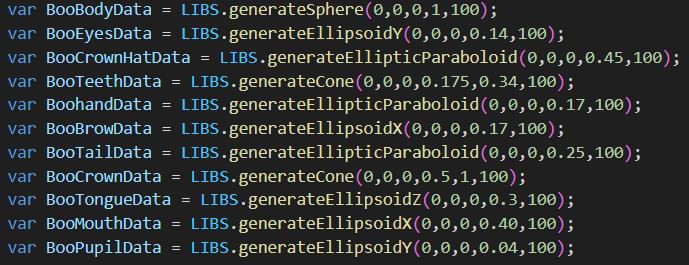 var BooBodyData = LIBS.generateSphere(0,0,0,1,100);
var BooEyesData = LIBS.generateEllipsoidY(0,0,0,0.14,100);
var BooCrownHatData = LIBS.generateEllipticParaboloid(0,0,0,0.45,100);
var BooTeethData = LIBS.generateCone(0,0,0,0.175,0.34,100);
var BoohandData = LIBS.generateEllipticParaboloid(0,0,0,0.17,100);
var BooBrowData = LIBS.generateEllipsoidX(0,0,0,0.17,100);
var BooTailData = LIBS.generateEllipticParaboloid(0,0,0,0.25,100);
var BooCrownData = LIBS.generateCone(0,0,0,0.5,1,100);
var BooTongueData = LIBS.generateEllipsoidZ(0,0,0,0.3,100);
var BooMouthData = LIBS.generateEllipsoidX(0,0,0,0.40,100);
var BooPupilData = LIBS.generateEllipsoidY(0,0,0,0.04,100);